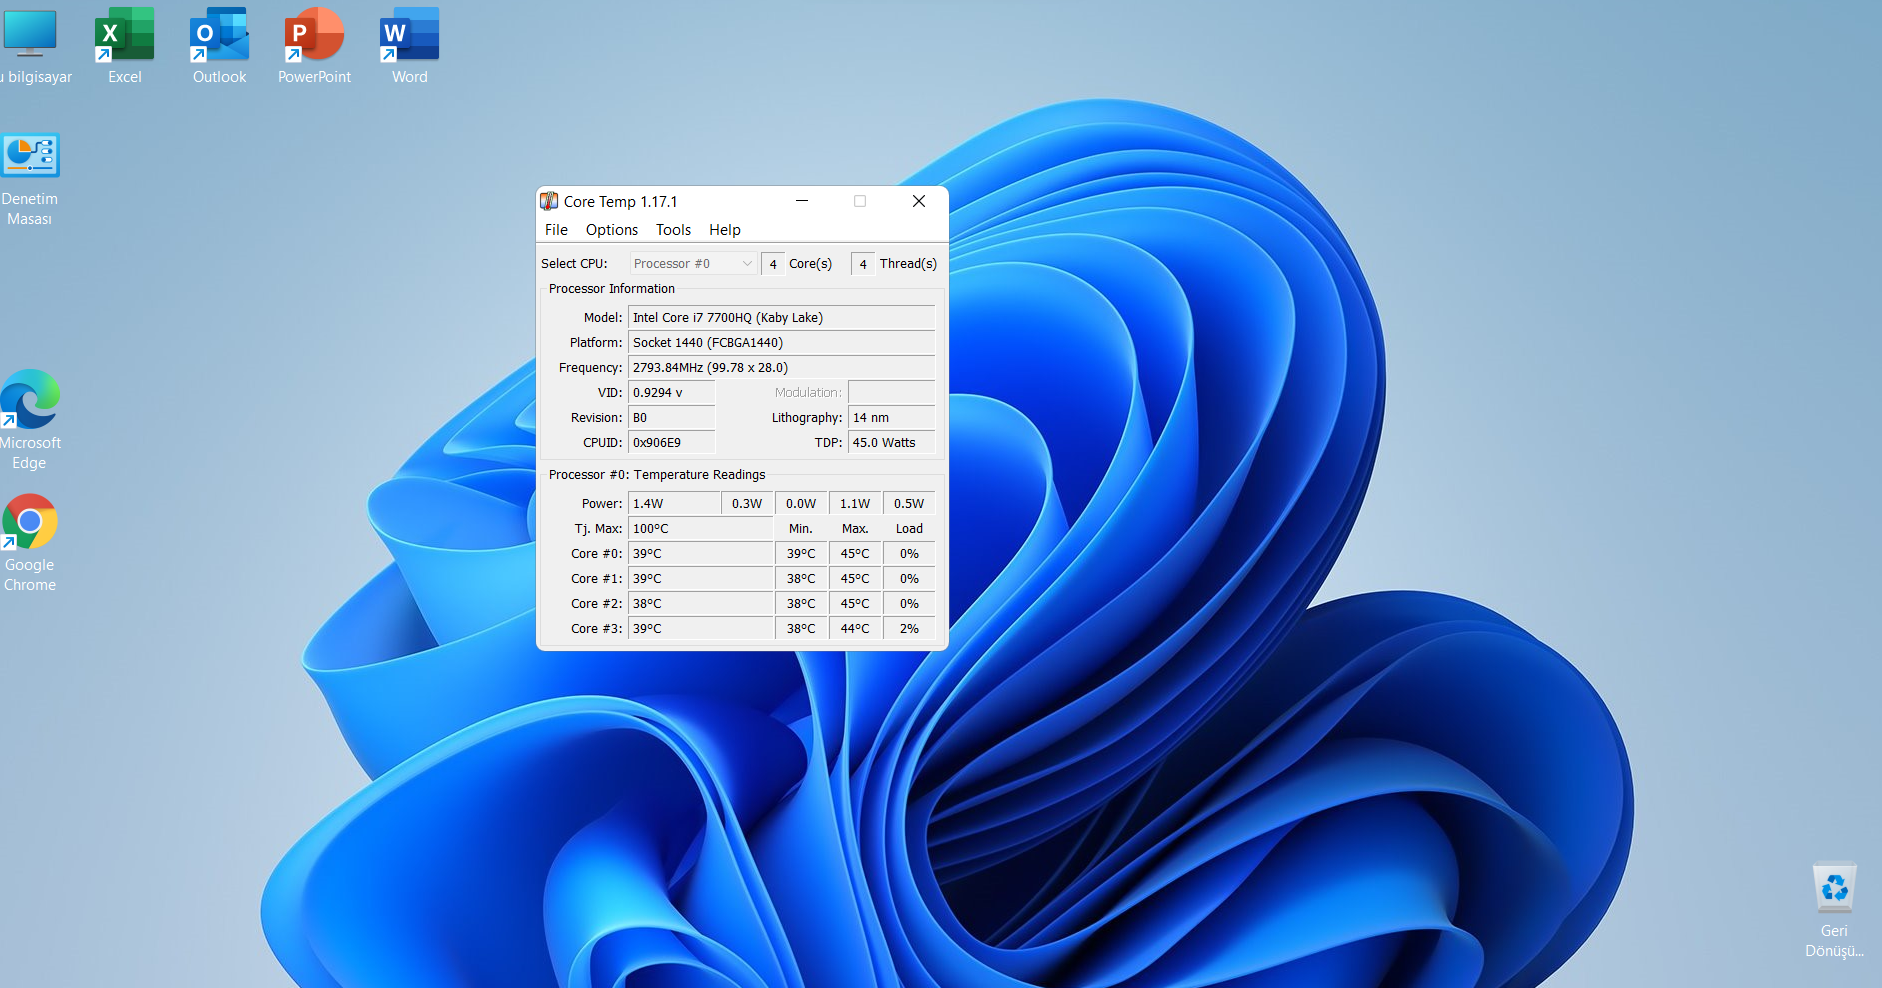 u bilgisayar
Excel
Outlook
PowerPoint
Word
Denetim
Masası
Microsoft
Edge
Google
Chrome
Core Temp 1.17.1
File Options Tools Help
Select CPU: Processor #0 4 Core(s) 4 Thread(s)
Processor Information
Model: Intel Core i7 7700HQ (Kaby Lake)
Platform: Socket 1440 (FCBGA1440)
Frequency: 2793.84MHz (99.78 x 28.0)
VID: 0.9294 v Modulation:
Revision: B0 Lithography: 14 nm
CPUID: 0x906E9 TDP: 45.0 Watts
Processor #0: Temperature Readings
Power: 1.4W 0.3W 0.0W 1.1W 0.5W
Tj. Max: 100°C Min. Max. Load
Core #0: 39°C 39°C 45°C 0%
Core #1: 39°C 38°C 45°C 0%
Core #2: 38°C 38°C 45°C 0%
Core #3: 39°C 38°C 44°C 2%
Geri
Dönüşü...